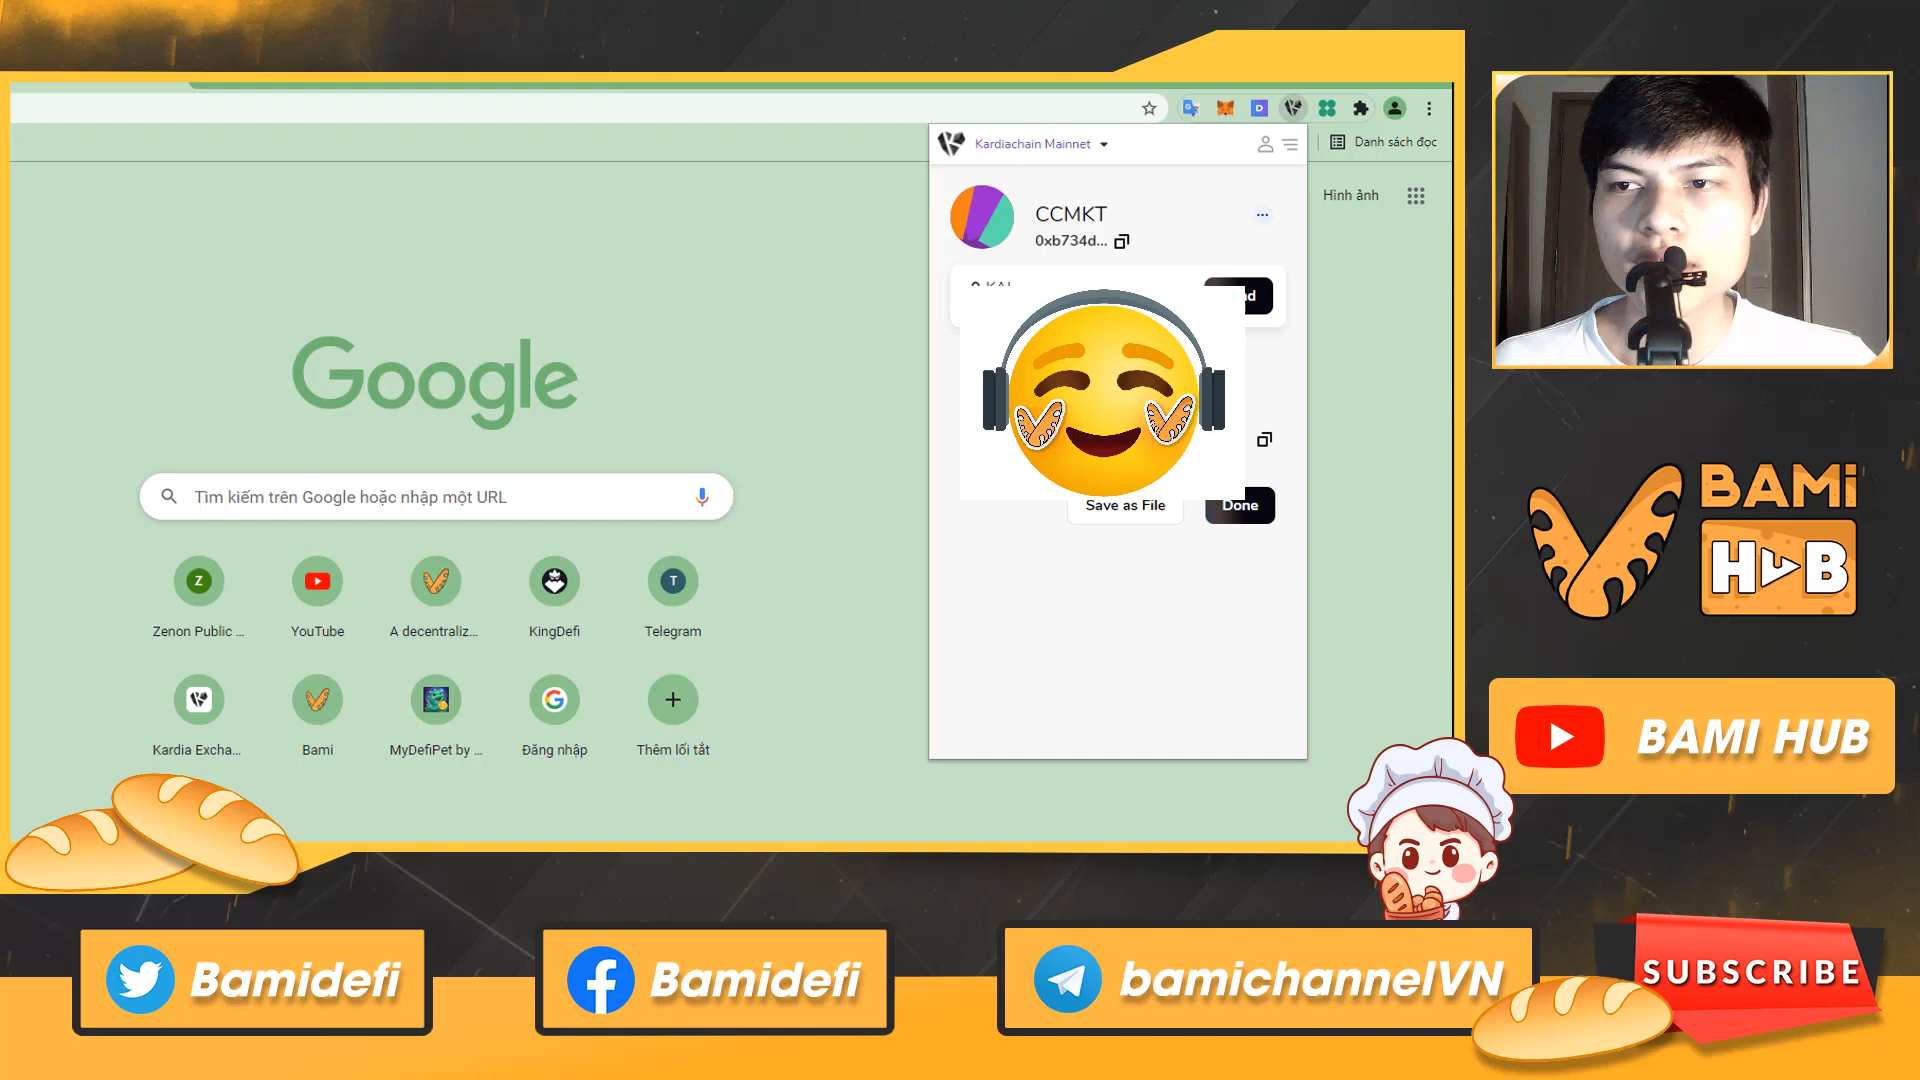 Kardiachain Mainnet
Danh sách đọc
Hình ảnh
CCMKT
0xb734d...
Save as File
Done
Google
Tìm kiếm trên Google hoặc nhập một URL
Zenon Public ...
YouTube
A decentraliz...
KingDefi
Telegram
Kardia Excha...
Bami
MyDefiPet by ...
Đăng nhập
Thêm lối tắt
BAMi
HUB
BAMI HUB
Bamidefi
Bamidefi
bamichannelVN
SUBSCRIBE